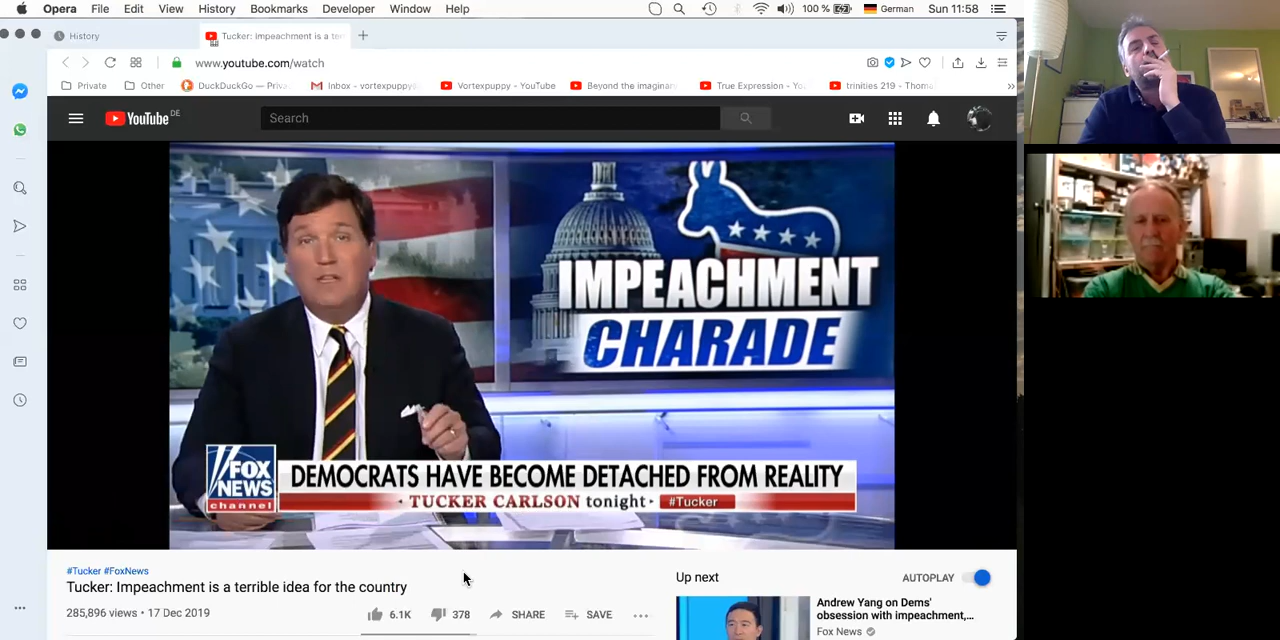 Opera File Edit View History Bookmarks Developer Window Help
100 % German Sun 11:58
History
Tucker: Impeachment is a ter
www.youtube.com/watch
Private Other DuckDuckGo — Priva Inbox - vortexpuppy Vortexpuppy - YouTube Beyond the imaginar True Expression - Yo trinities 219 - Thoma
YouTube DE
Search
IMPEACHMENT
CHARADE
FOX
NEWS
channel
DEMOCRATS HAVE BECOME DETACHED FROM REALITY
TUCKER CARLSON tonight #Tucker
#Tucker #FoxNews
Tucker: Impeachment is a terrible idea for the country
285,896 views • 17 Dec 2019
6.1K 378 SHARE SAVE
Up next
AUTOPLAY
Andrew Yang on Dems'
obsession with impeachment,...
Fox News